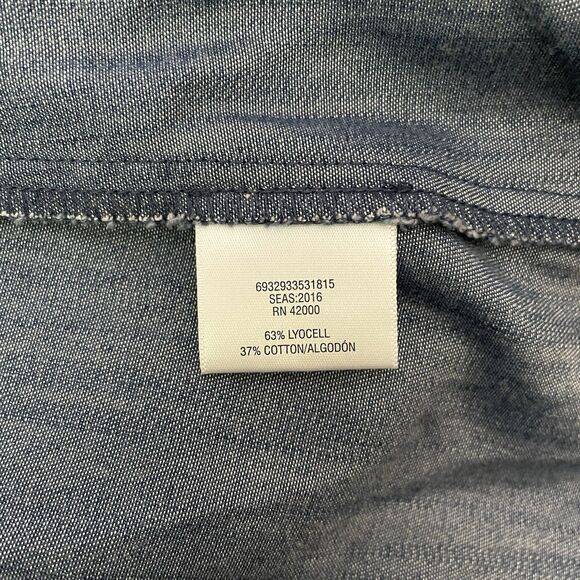 6932933531815
SEAS:2016
RN 42000
63% LYOCELL
37% COTTON/ALGODÓN